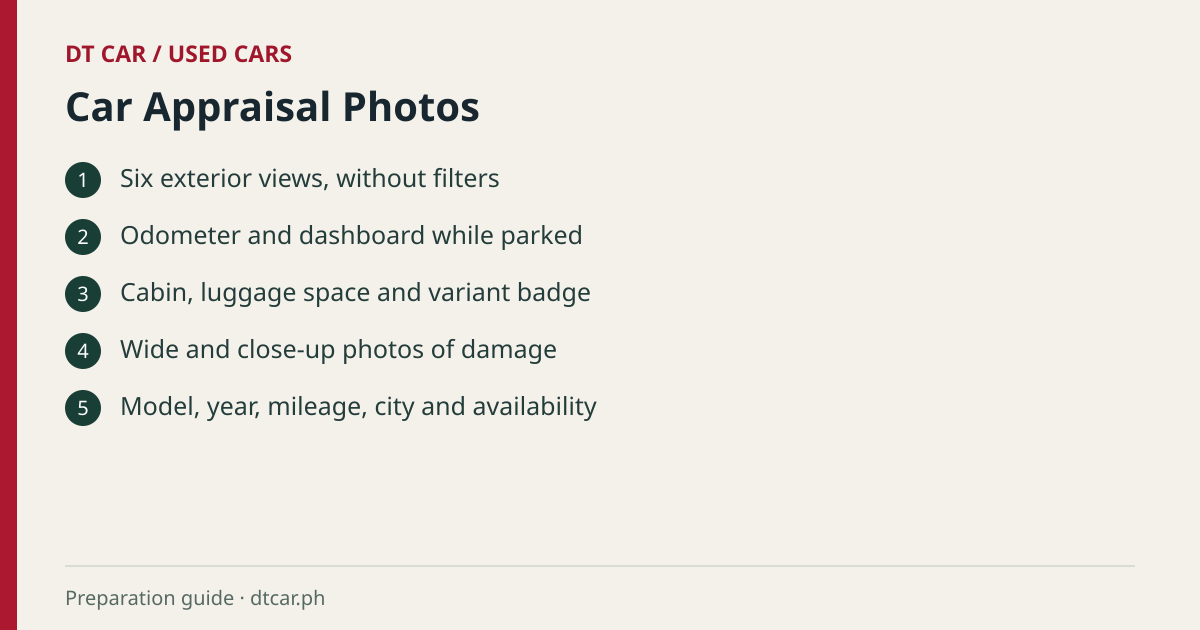 DT CAR / USED CARS
Car Appraisal Photos
1 Six exterior views, without filters
2 Odometer and dashboard while parked
3 Cabin, luggage space and variant badge
4 Wide and close-up photos of damage
5 Model, year, mileage, city and availability
Preparation guide · dtcar.ph